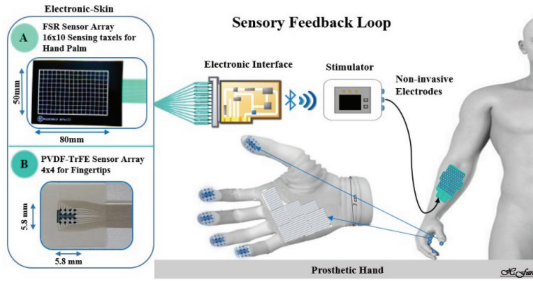 Electronic-Skin
A
FSR Sensor Array
16x10 Sensing taxels for
Hand Palm
50mm
80mm
B
PVDF-TrFE Sensor Array
4x4 for Fingertips
5.8 mm
5.8 mm
Sensory Feedback Loop
Electronic Interface
Stimulator
Non-invasive
Electrodes
Prosthetic Hand